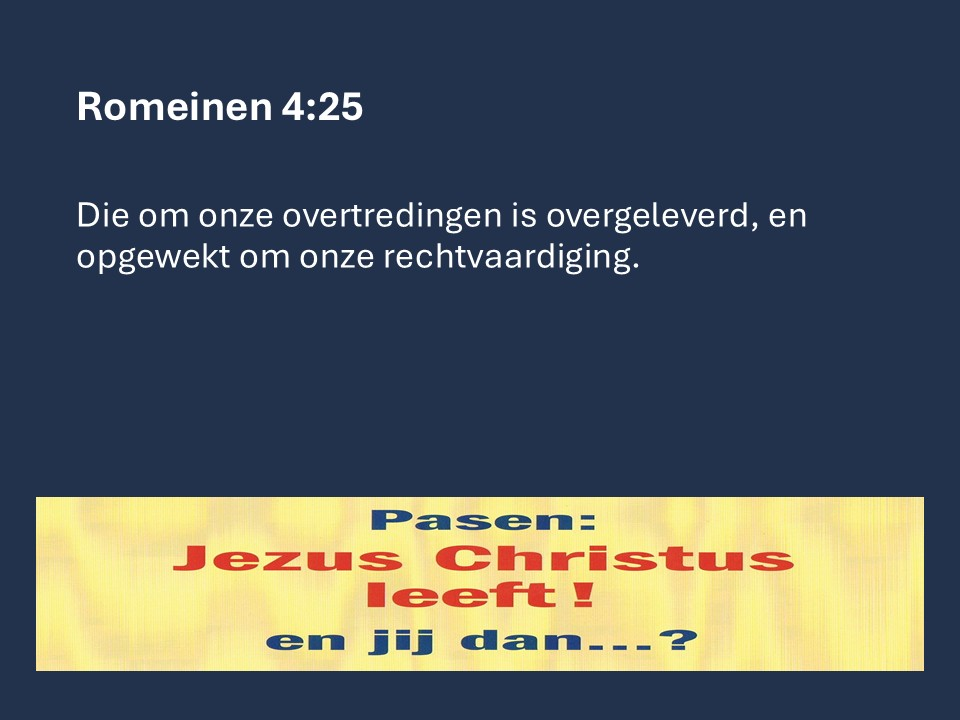 Romeinen 4:25
Die om onze overtredingen is overgeleverd, en
opgewekt om onze rechtvaardiging.
Pasen:
Jezus Christus
leeft!
en jij dan...?